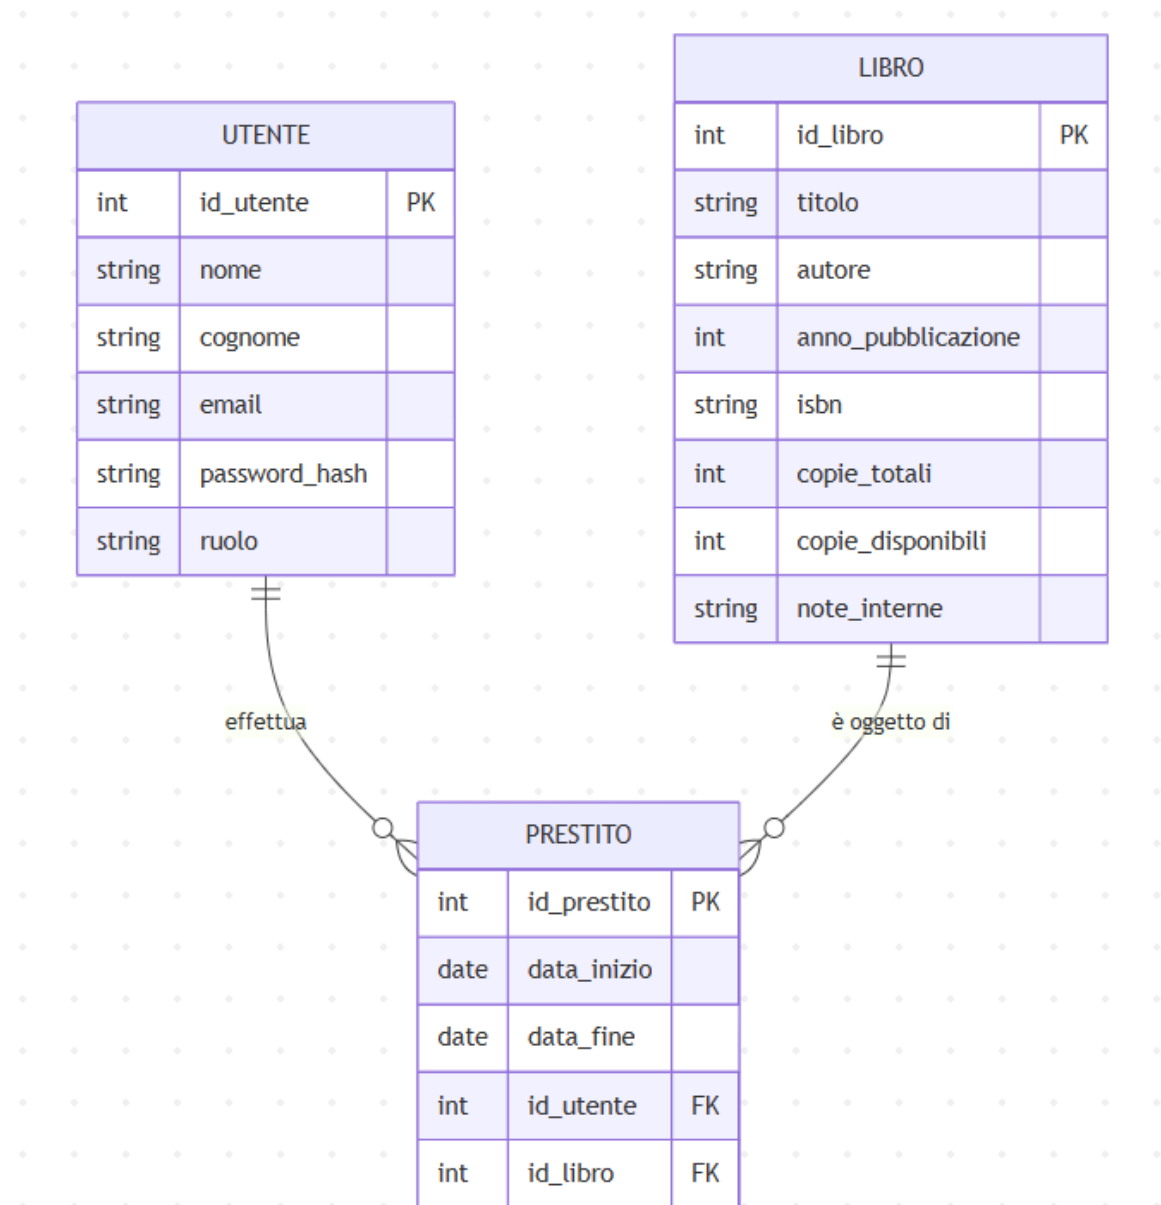 UTENTE
int id_utente PK
string nome
string cognome
string email
string password_hash
string ruolo
LIBRO
int id_libro PK
string titolo
string autore
int anno_pubblicazione
string isbn
int copie_totali
int copie_disponibili
string note_interne
effettua
è oggetto di
PRESTITO
int id_prestito PK
date data_inizio
date data_fine
int id_utente FK
int id_libro FK